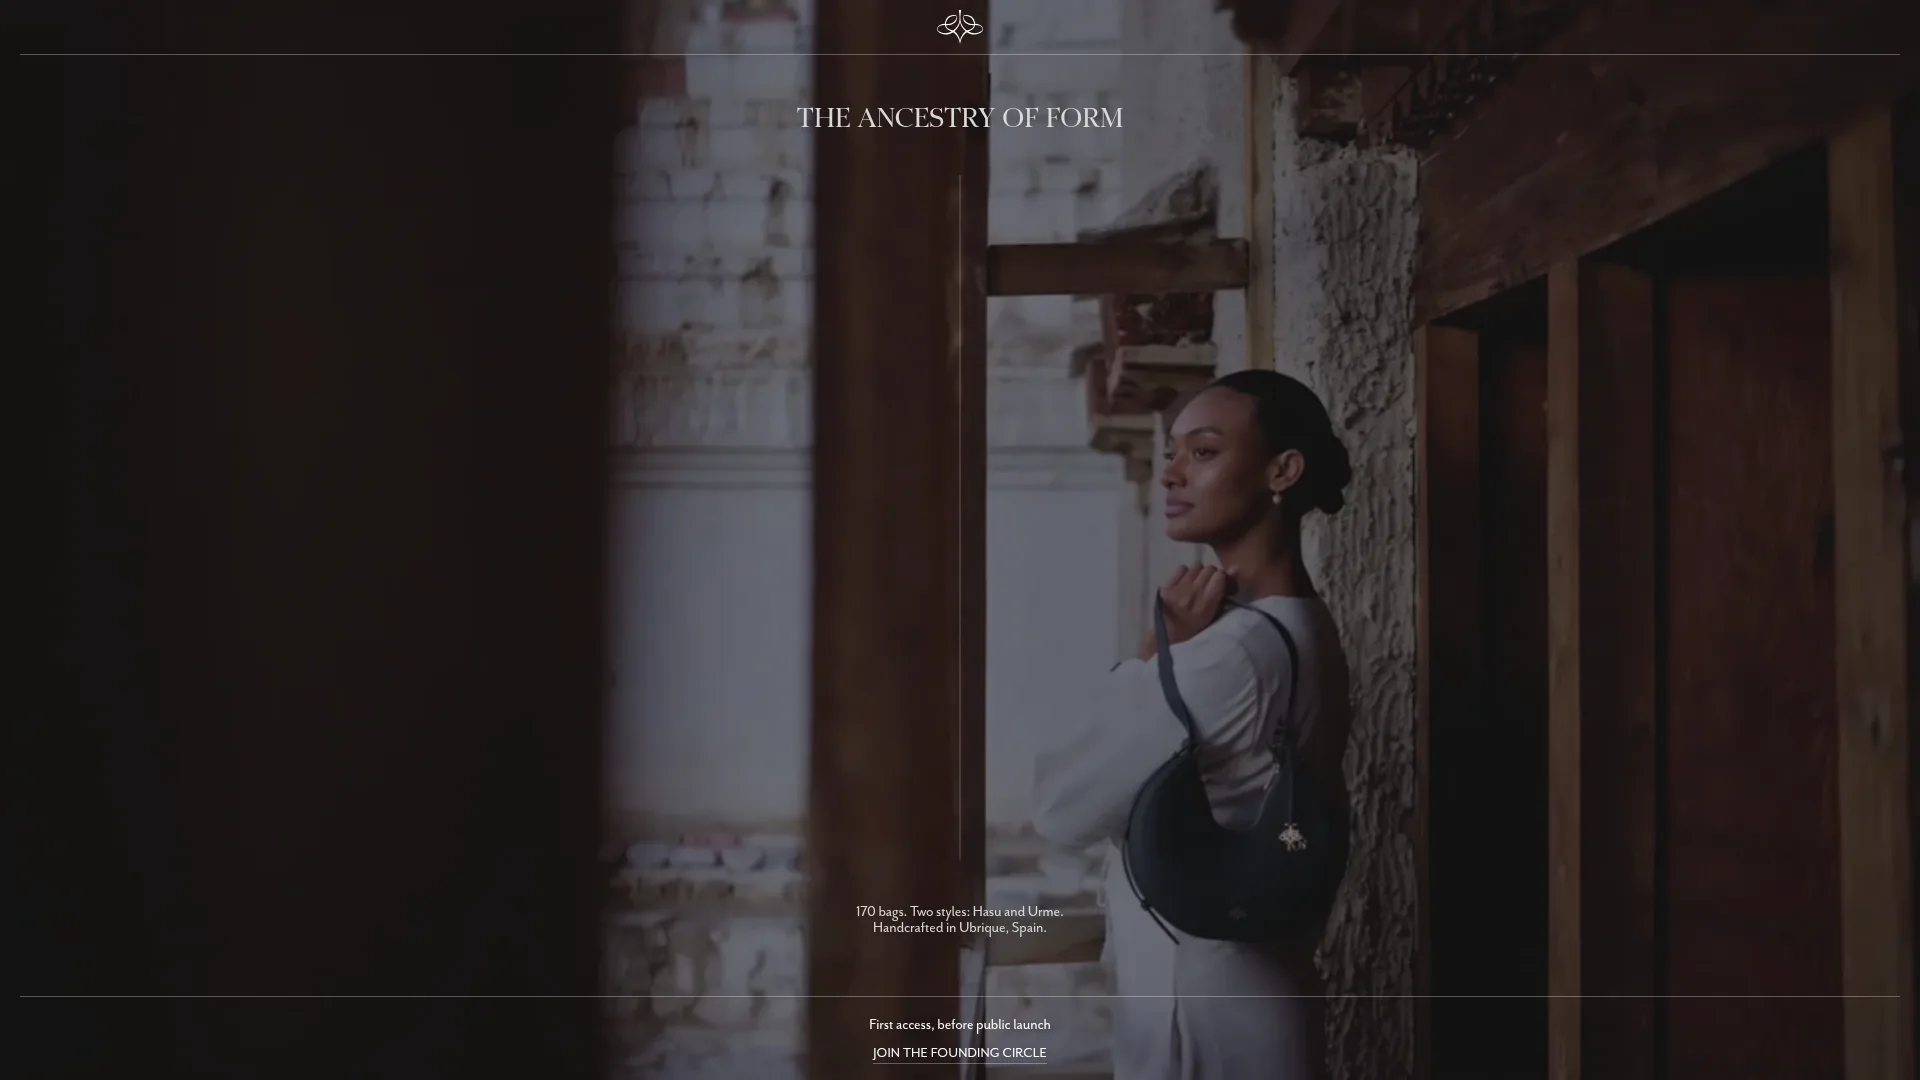 THE ANCESTRY OF FORM
170 bags. Two styles: Hasu and Urme.
Handcrafted in Ubrique, Spain.
First access, before public launch
JOIN THE FOUNDING CIRCLE